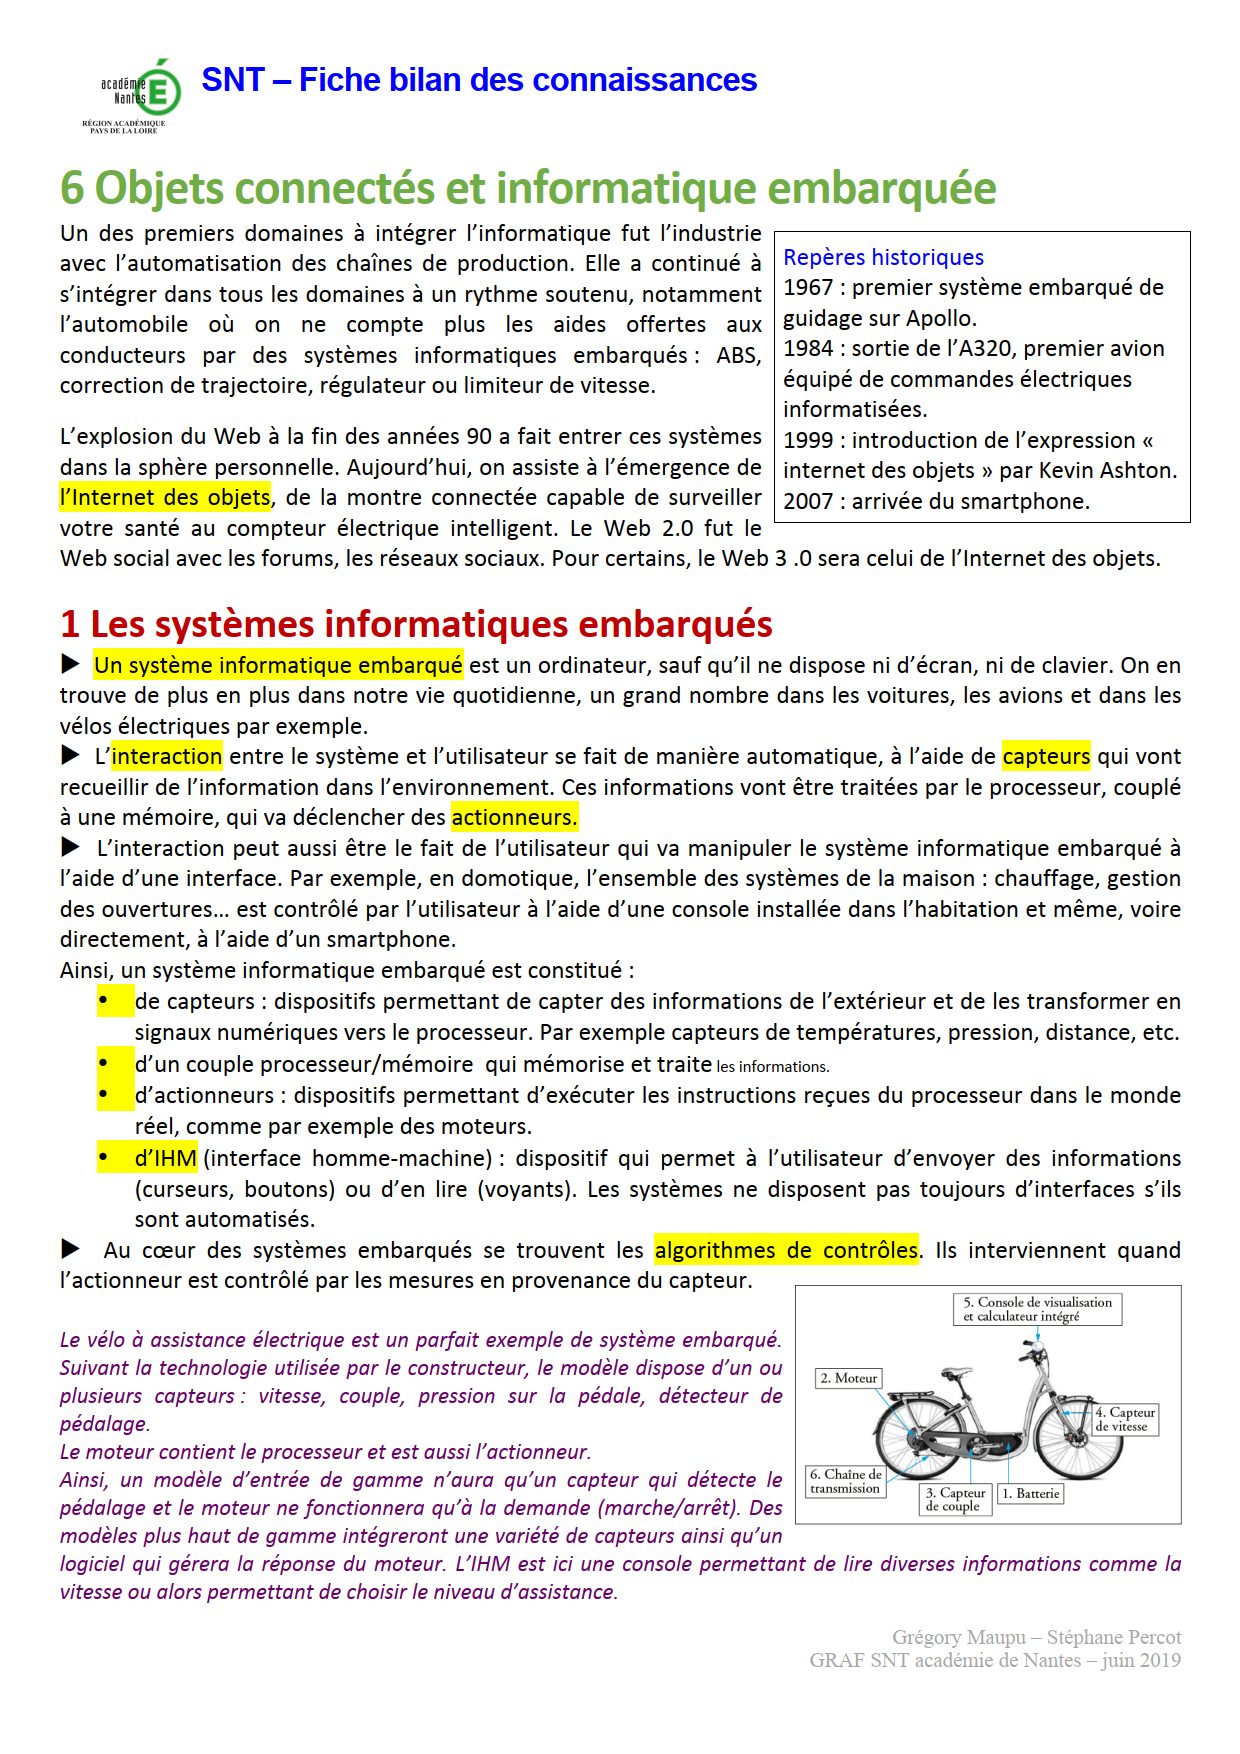 académie
Nantes
RÉGION ACADÉMIQUE
PAYS DE LA LOIRE
SNT – Fiche bilan des connaissances
6 Objets connectés et informatique embarquée
Un des premiers domaines à intégrer l’informatique fut l’industrie
avec l’automatisation des chaînes de production. Elle a continué à
s’intégrer dans tous les domaines à un rythme soutenu, notamment
l’automobile où on ne compte plus les aides offertes aux
conducteurs par des systèmes informatiques embarqués : ABS,
correction de trajectoire, régulateur ou limiteur de vitesse.
L’explosion du Web à la fin des années 90 a fait entrer ces systèmes
dans la sphère personnelle. Aujourd’hui, on assiste à l’émergence de
l’Internet des objets, de la montre connectée capable de surveiller
votre santé au compteur électrique intelligent. Le Web 2.0 fut le
Web social avec les forums, les réseaux sociaux. Pour certains, le Web 3 .0 sera celui de l’Internet des objets.
Repères historiques
1967 : premier système embarqué de
guidage sur Apollo.
1984 : sortie de l’A320, premier avion
équipé de commandes électriques
informatisées.
1999 : introduction de l’expression «
internet des objets » par Kevin Ashton.
2007 : arrivée du smartphone.
1 Les systèmes informatiques embarqués
▶ Un système informatique embarqué est un ordinateur, sauf qu’il ne dispose ni d’écran, ni de clavier. On en
trouve de plus en plus dans notre vie quotidienne, un grand nombre dans les voitures, les avions et dans les
vélos électriques par exemple.
▶ L’interaction entre le système et l’utilisateur se fait de manière automatique, à l’aide de capteurs qui vont
recueillir de l’information dans l’environnement. Ces informations vont être traitées par le processeur, couplé
à une mémoire, qui va déclencher des actionneurs.
▶ L’interaction peut aussi être le fait de l’utilisateur qui va manipuler le système informatique embarqué à
l’aide d’une interface. Par exemple, en domotique, l’ensemble des systèmes de la maison : chauffage, gestion
des ouvertures… est contrôlé par l’utilisateur à l’aide d’une console installée dans l’habitation et même, voire
directement, à l’aide d’un smartphone.
Ainsi, un système informatique embarqué est constitué :
• de capteurs : dispositifs permettant de capter des informations de l’extérieur et de les transformer en
signaux numériques vers le processeur. Par exemple capteurs de températures, pression, distance, etc.
• d’un couple processeur/mémoire qui mémorise et traite les informations.
• d’actionneurs : dispositifs permettant d’exécuter les instructions reçues du processeur dans le monde
réel, comme par exemple des moteurs.
• d’IHM (interface homme-machine) : dispositif qui permet à l’utilisateur d’envoyer des informations
(curseurs, boutons) ou d’en lire (voyants). Les systèmes ne disposent pas toujours d’interfaces s’ils
sont automatisés.
▶ Au cœur des systèmes embarqués se trouvent les algorithmes de contrôles. Ils interviennent quand
l’actionneur est contrôlé par les mesures en provenance du capteur.
Le vélo à assistance électrique est un parfait exemple de système embarqué.
Suivant la technologie utilisée par le constructeur, le modèle dispose d’un ou
plusieurs capteurs : vitesse, couple, pression sur la pédale, détecteur de
pédalage.
Le moteur contient le processeur et est aussi l’actionneur.
Ainsi, un modèle d’entrée de gamme n’aura qu’un capteur qui détecte le
pédalage et le moteur ne fonctionnera qu’à la demande (marche/arrêt). Des
modèles plus haut de gamme intégreront une variété de capteurs ainsi qu’un
logiciel qui gérera la réponse du moteur. L’IHM est ici une console permettant de lire diverses informations comme la
vitesse ou alors permettant de choisir le niveau d’assistance.
5. Console de visualisation
et calculateur intégré
2. Moteur
4. Capteur
de vitesse
6. Chaîne de
transmission
3. Capteur
de couple
1. Batterie
Grégory Maupu – Stéphane Percot
GRAF SNT académie de Nantes – juin 2019